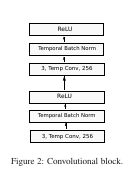 ReLU
Temporal Batch Norm
3, Temp Conv, 256
ReLU
Temporal Batch Norm
3, Temp Conv, 256
Figure 2: Convolutional block.